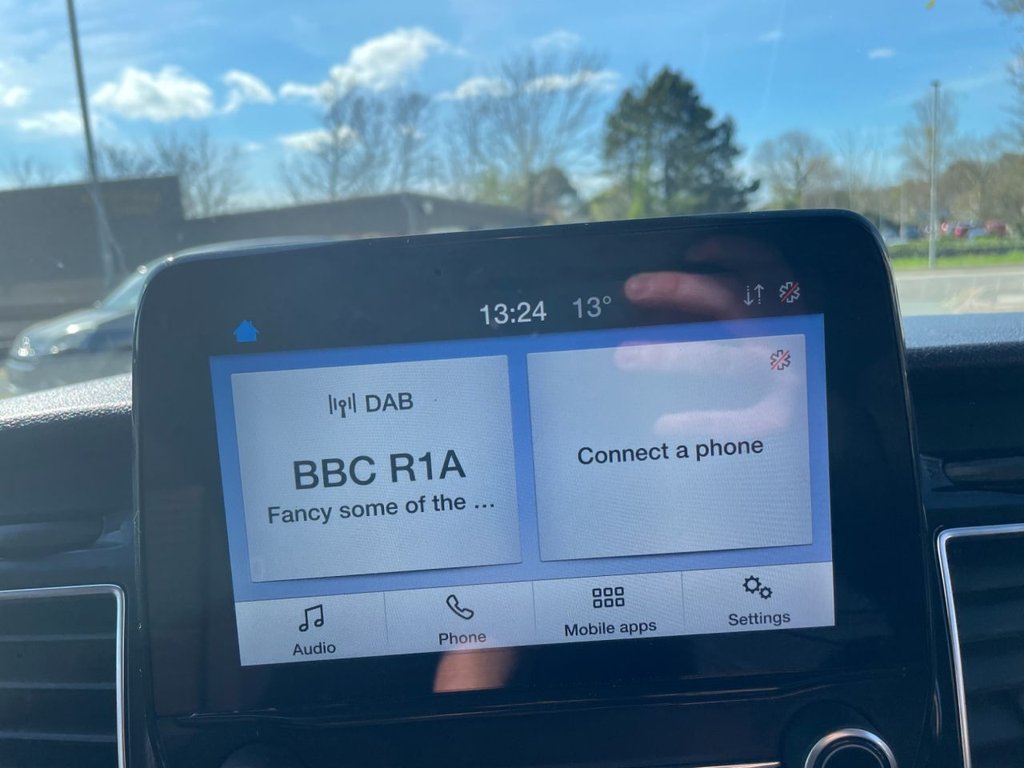 13:24 13°
DAB
BBC R1A
Fancy some of the ...
Connect a phone
Audio
Phone
Mobile apps
Settings